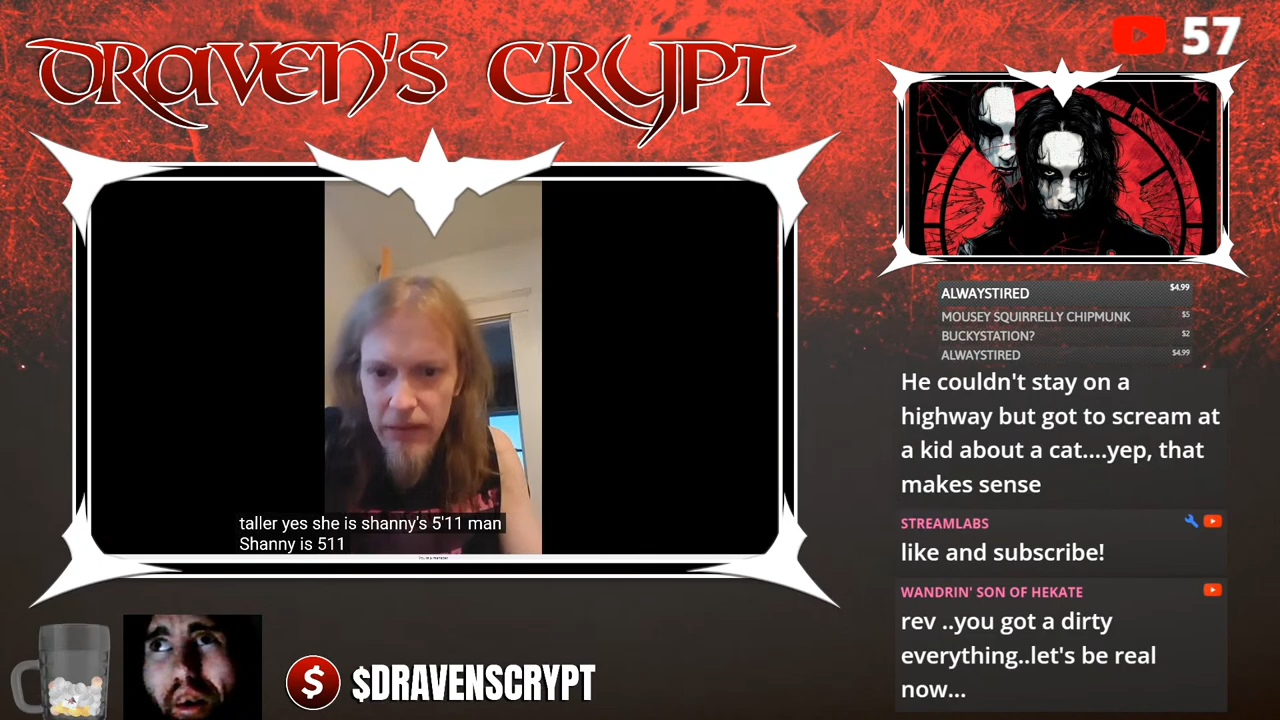 DRAVEN'S CRYPT
57
ALWAYSTIRED $4.99
MOUSEY SQUIRRELLY CHIPMUNK $5
BUCKYSTATION? $2
ALWAYSTIRED $4.99
He couldn't stay on a
highway but got to scream at
a kid about a cat....yep, that
makes sense
STREAMLABS
like and subscribe!
WANDRIN' SON OF HEKATE
rev ..you got a dirty
everything..let's be real
now...
taller yes she is shanny's 5'11 man
Shanny is 511
$ $DRAVENSCRYPT